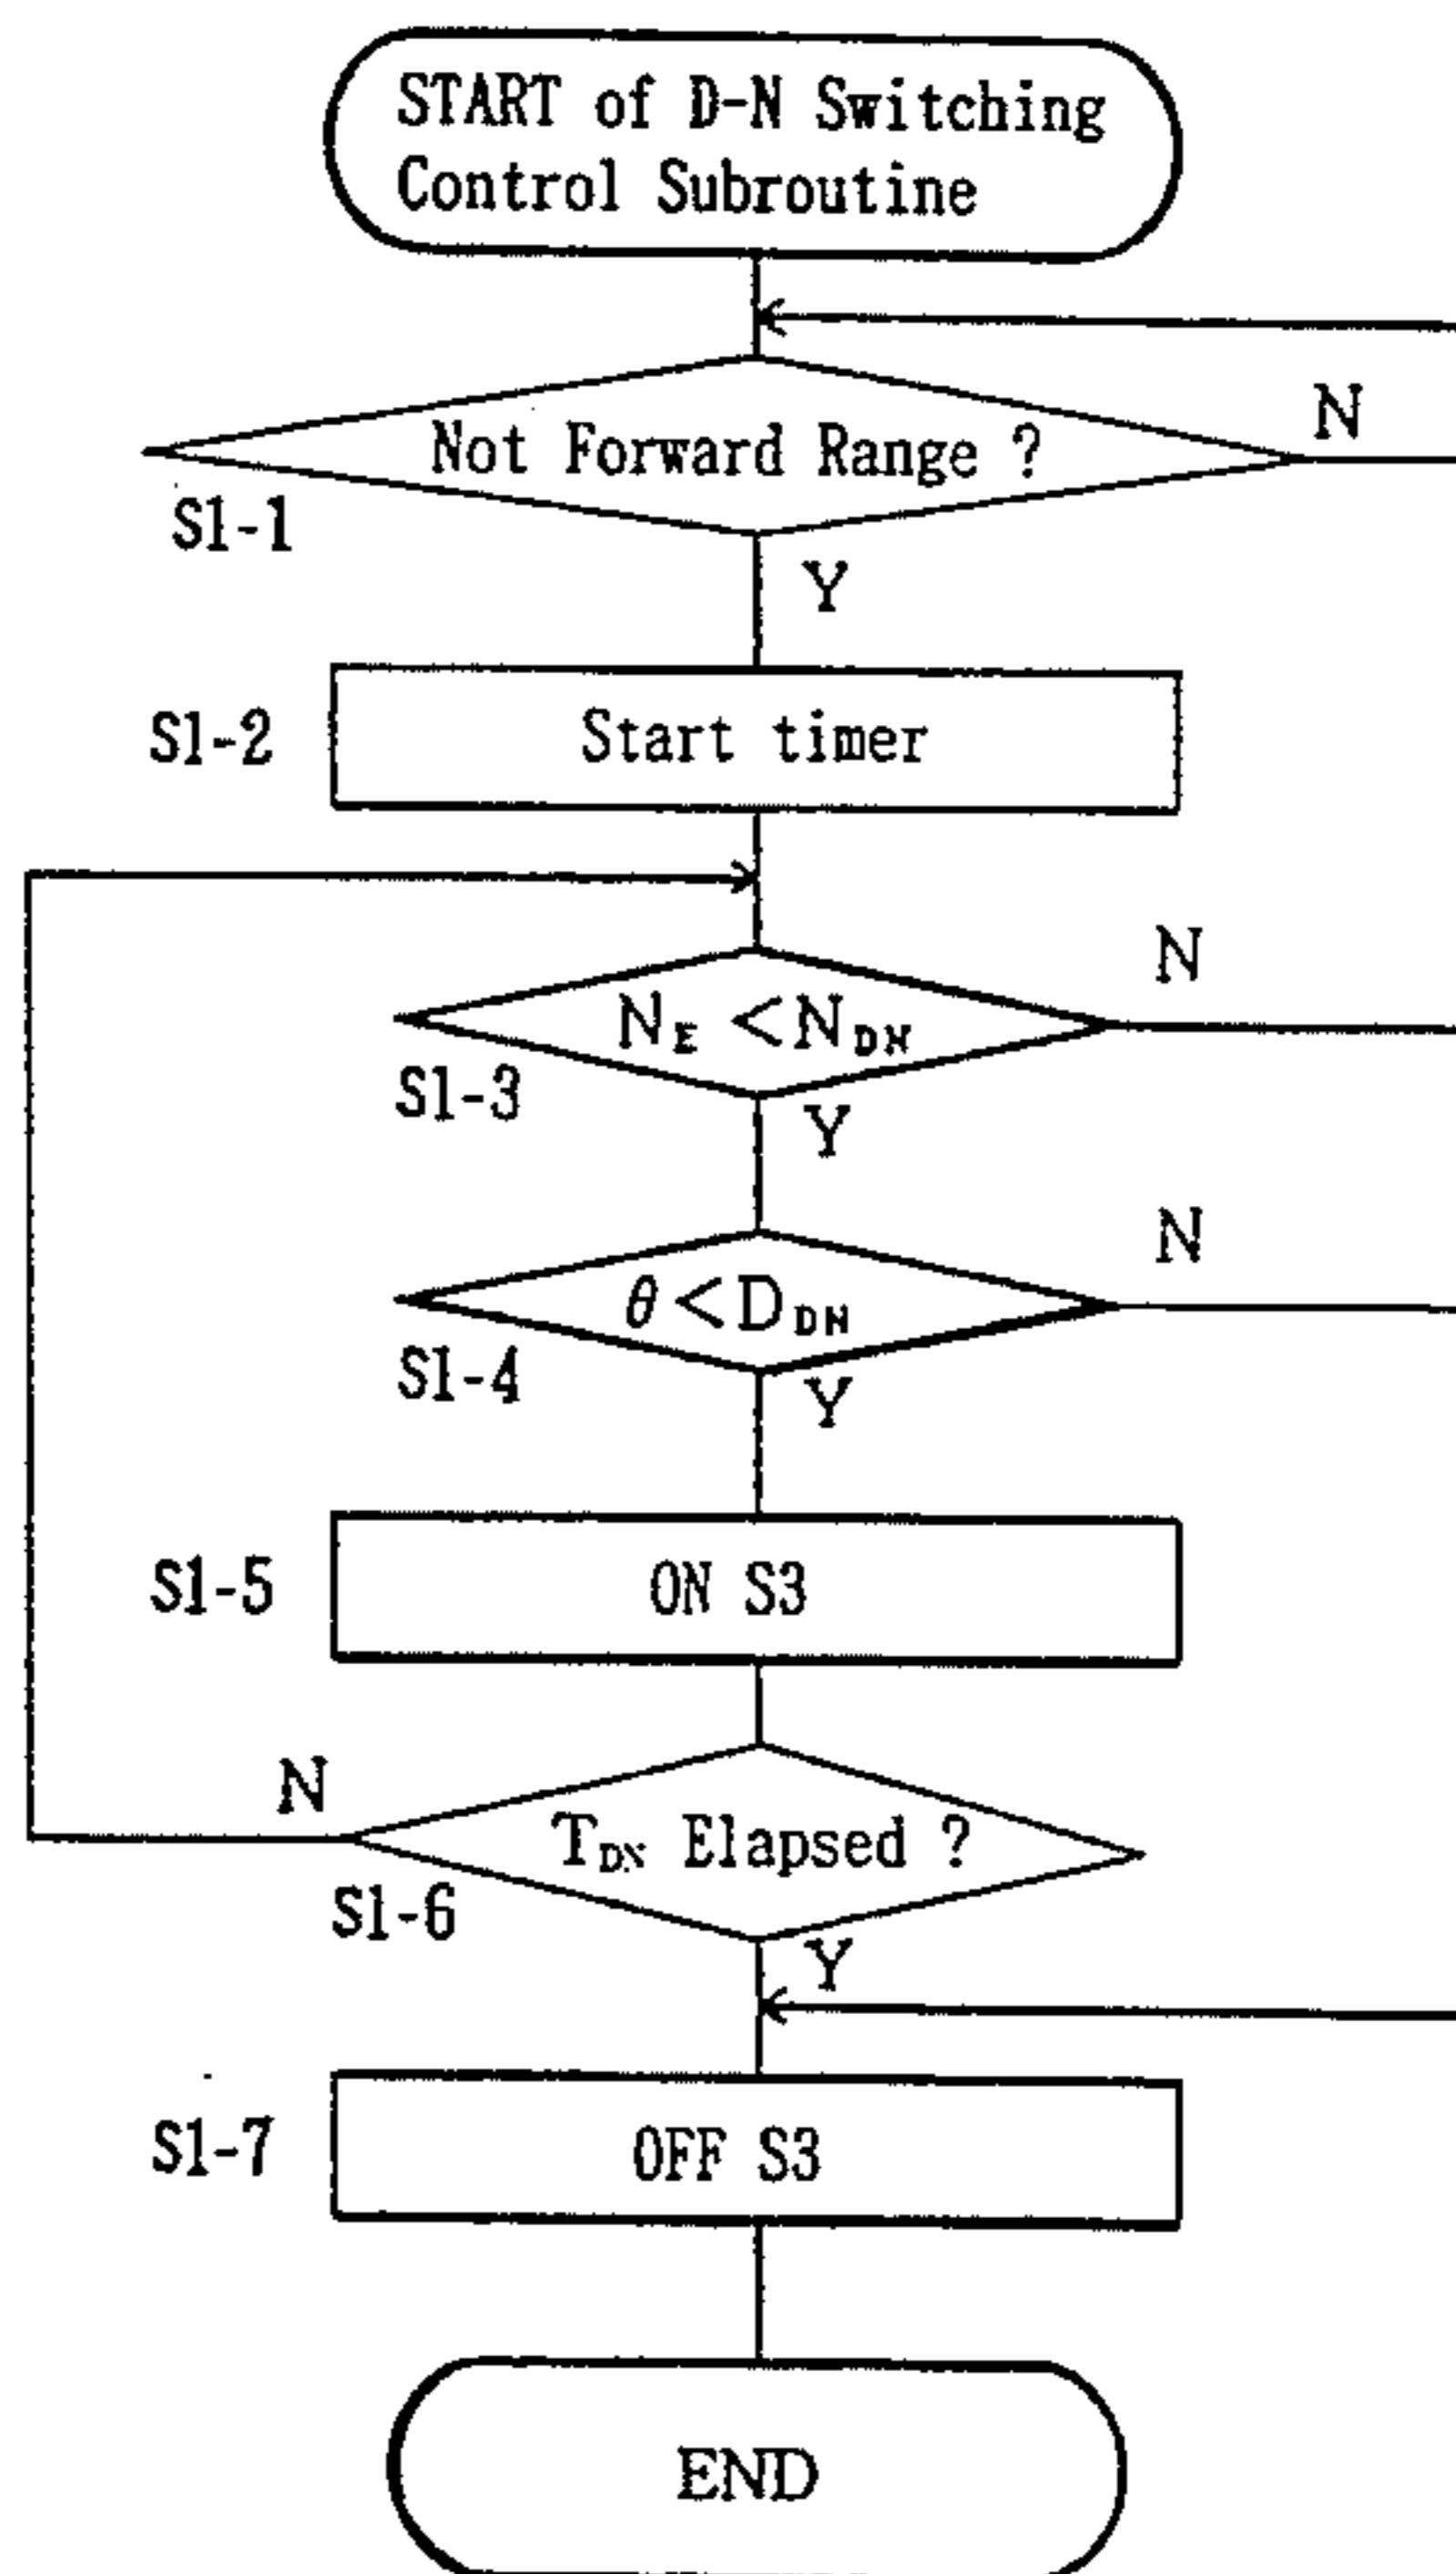 START of D-N Switching
Control Subroutine
Not Forward Range ?
N
S1-1
Y
S1-2
Start timer
N
NE < NDN
S1-3
Y
N
θ < DDN
S1-4
Y
S1-5
ON S3
N
TDN Elapsed ?
S1-6
Y
S1-7
OFF S3
END